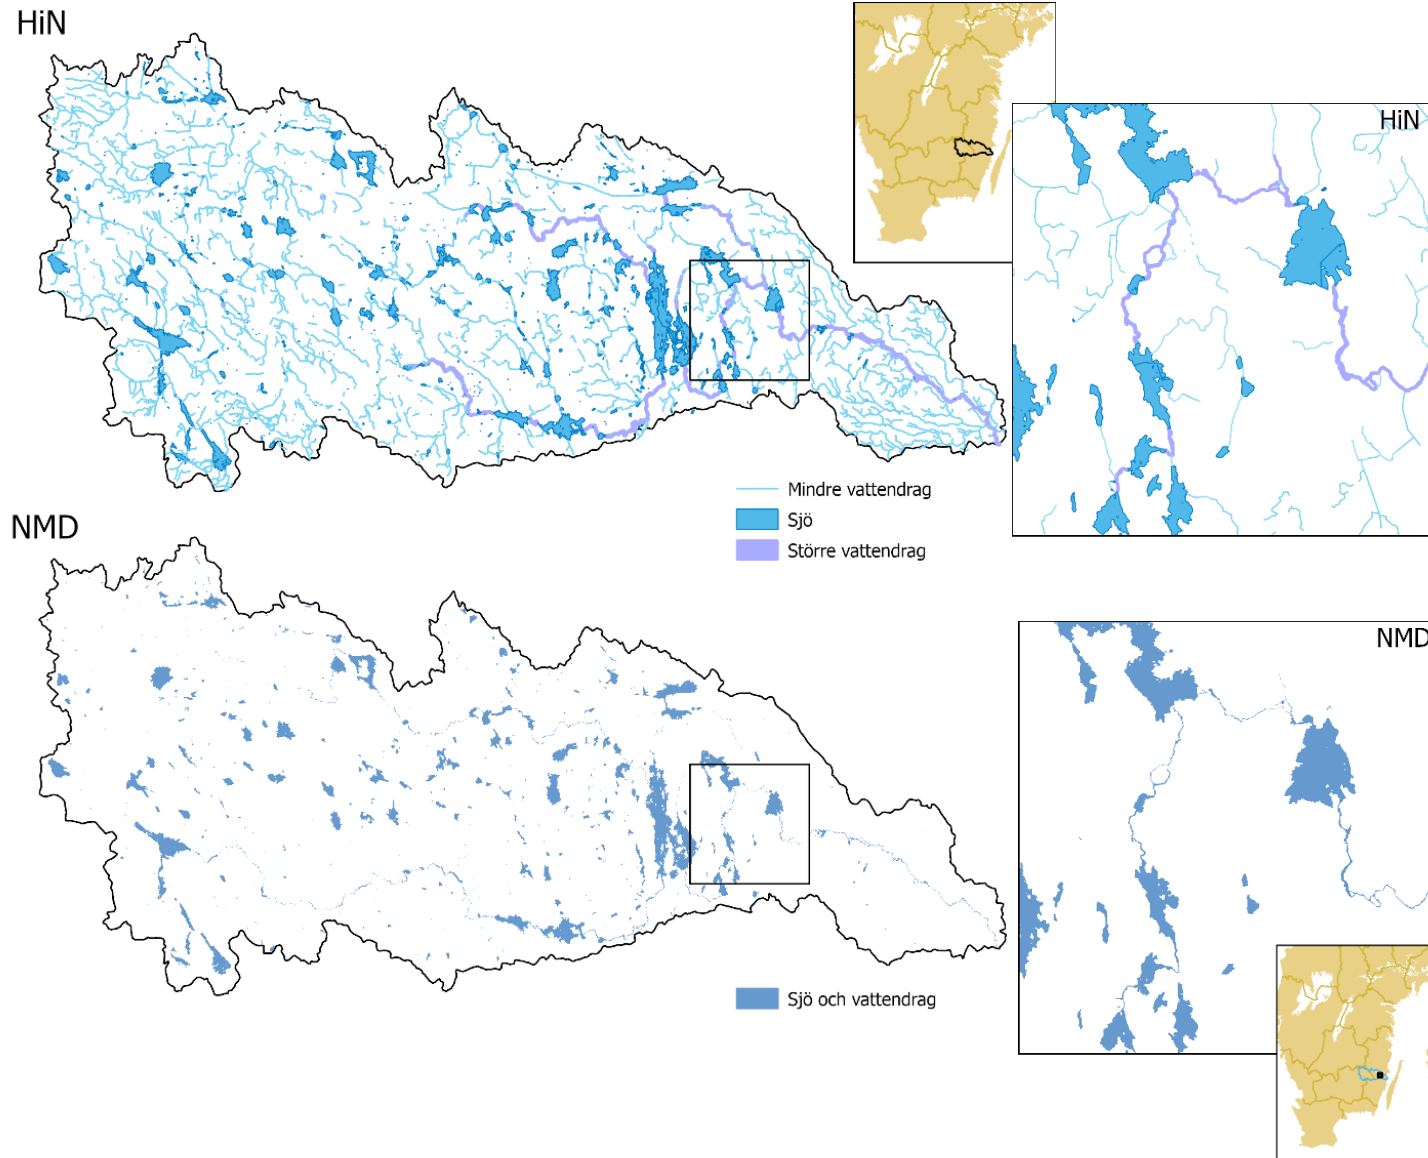 HiN
HiN
Mindre vattendrag
Sjö
Större vattendrag
NMD
NMD
Sjö och vattendrag